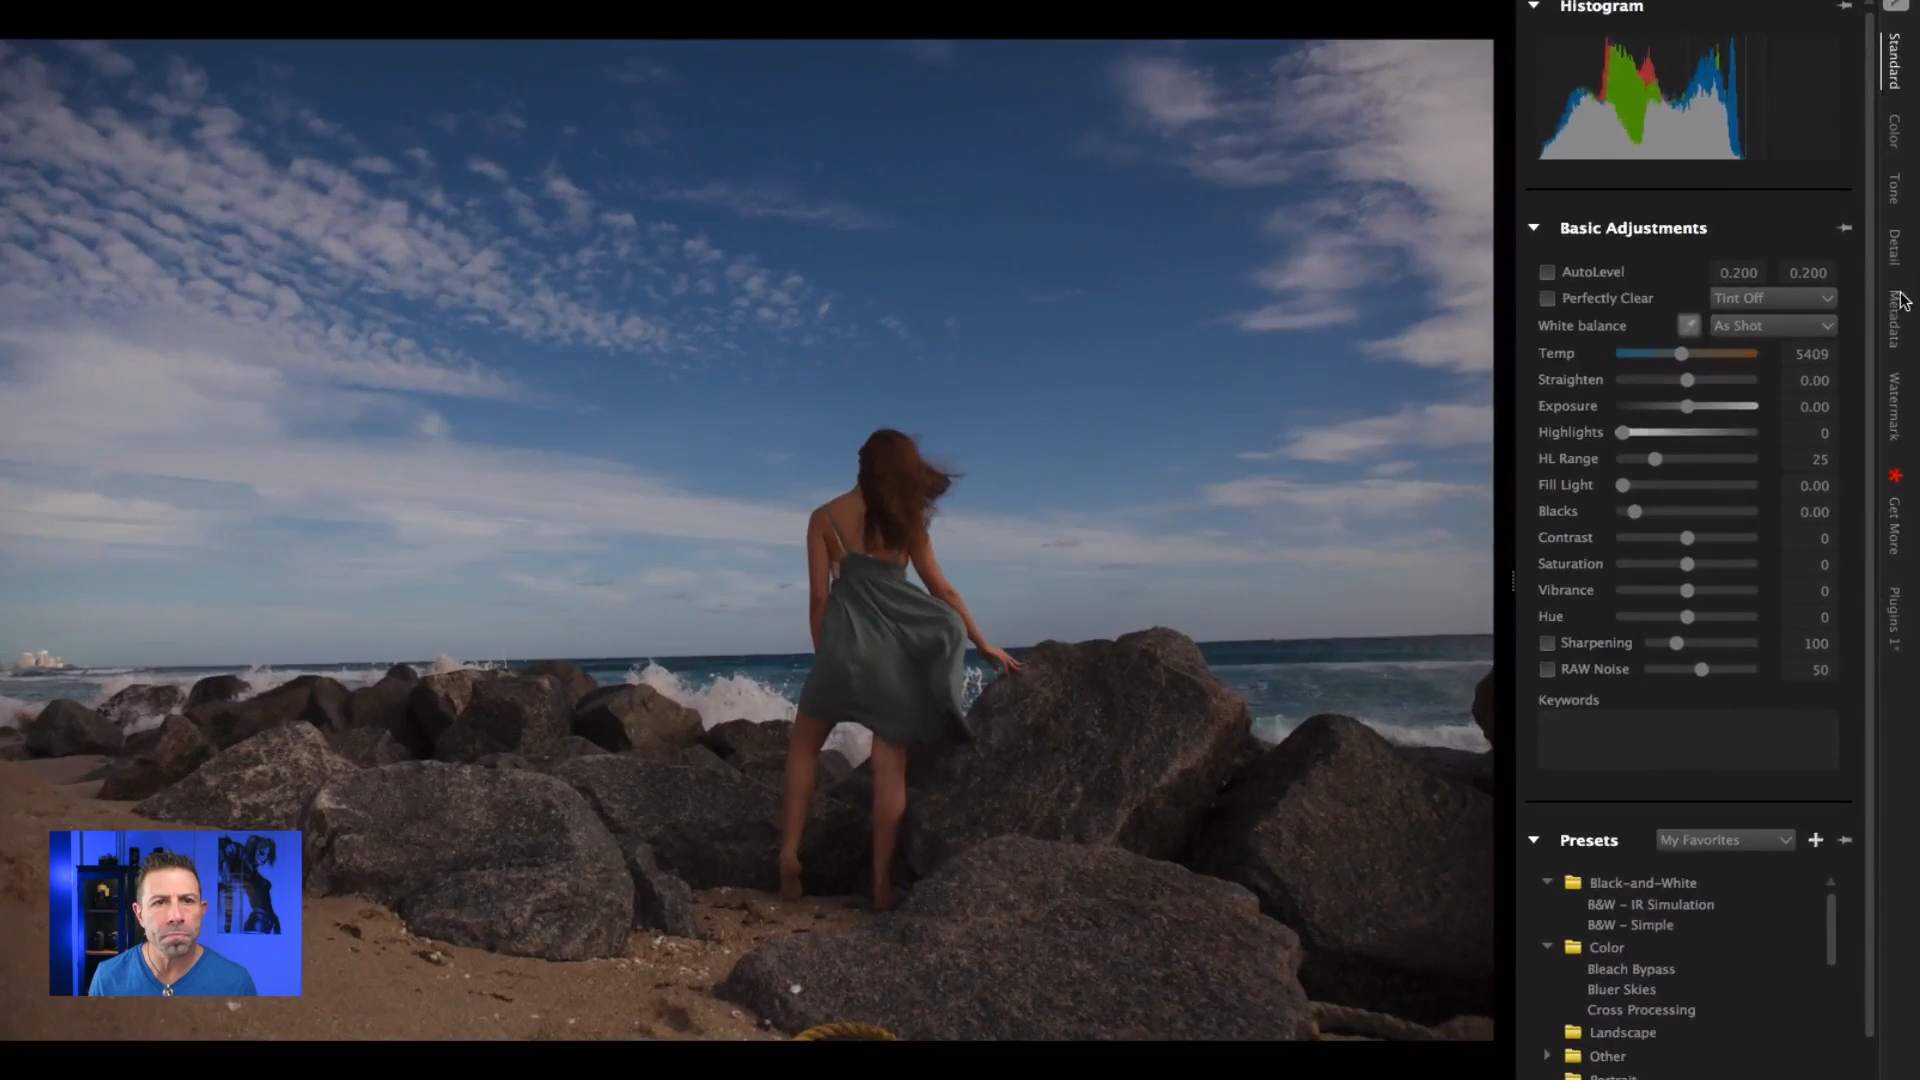 Histogram
Basic Adjustments
AutoLevel 0.200 0.200
Perfectly Clear Tint Off
White balance As Shot
Temp 5409
Straighten 0.00
Exposure 0.00
Highlights 0
HL Range 25
Fill Light 0.00
Blacks 0.00
Contrast 0
Saturation 0
Vibrance 0
Hue 0
Sharpening 100
RAW Noise 50
Keywords
Presets My Favorites
Black-and-White
B&W - IR Simulation
B&W - Simple
Color
Bleach Bypass
Bluer Skies
Cross Processing
Landscape
Other
Portrait
Standard
Color
Tone
Detail
Metadata
Watermark
Get More